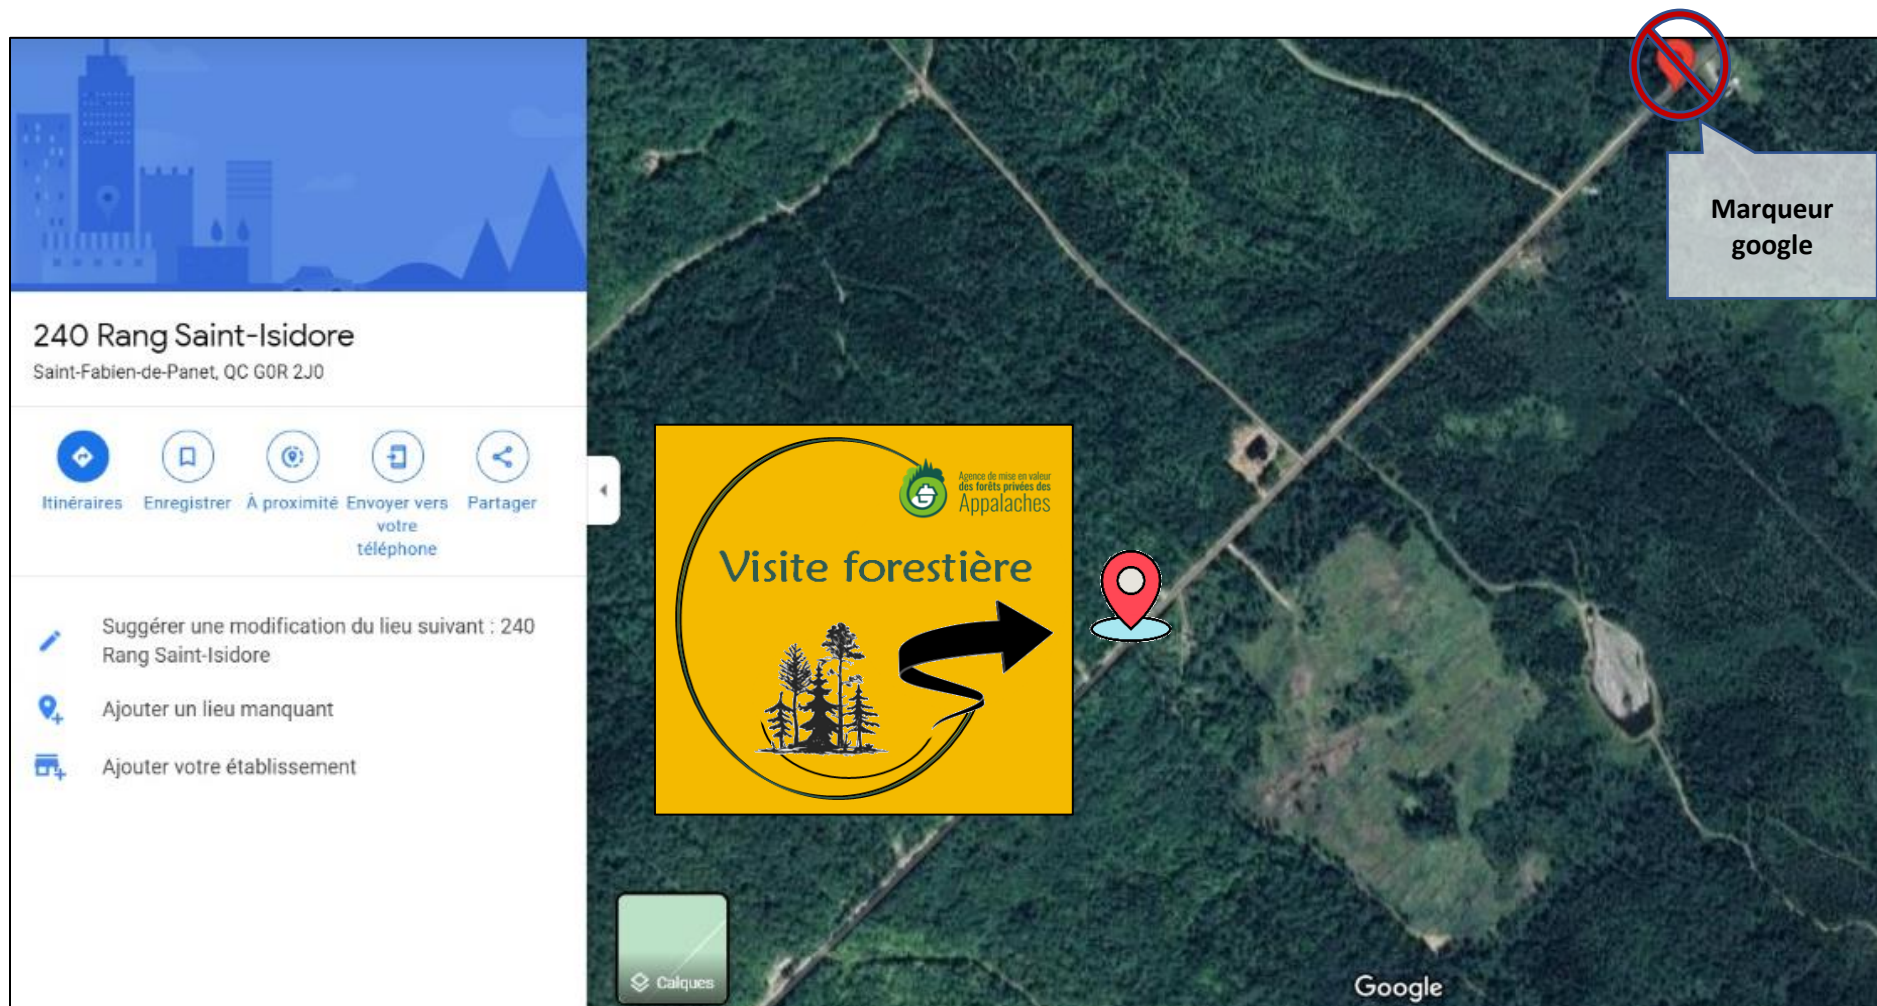 240 Rang Saint-Isidore
Saint-Fabien-de-Panet, QC G0R 2J0
Itinéraires
Enregistrer
À proximité
Envoyer vers
votre
téléphone
Partager
Suggérer une modification du lieu suivant : 240
Rang Saint-Isidore
Ajouter un lieu manquant
Ajouter votre établissement
Marqueur
google
Agence de mise en valeur
des forêts privées des
Appalaches
Visite forestière
Calques
Google